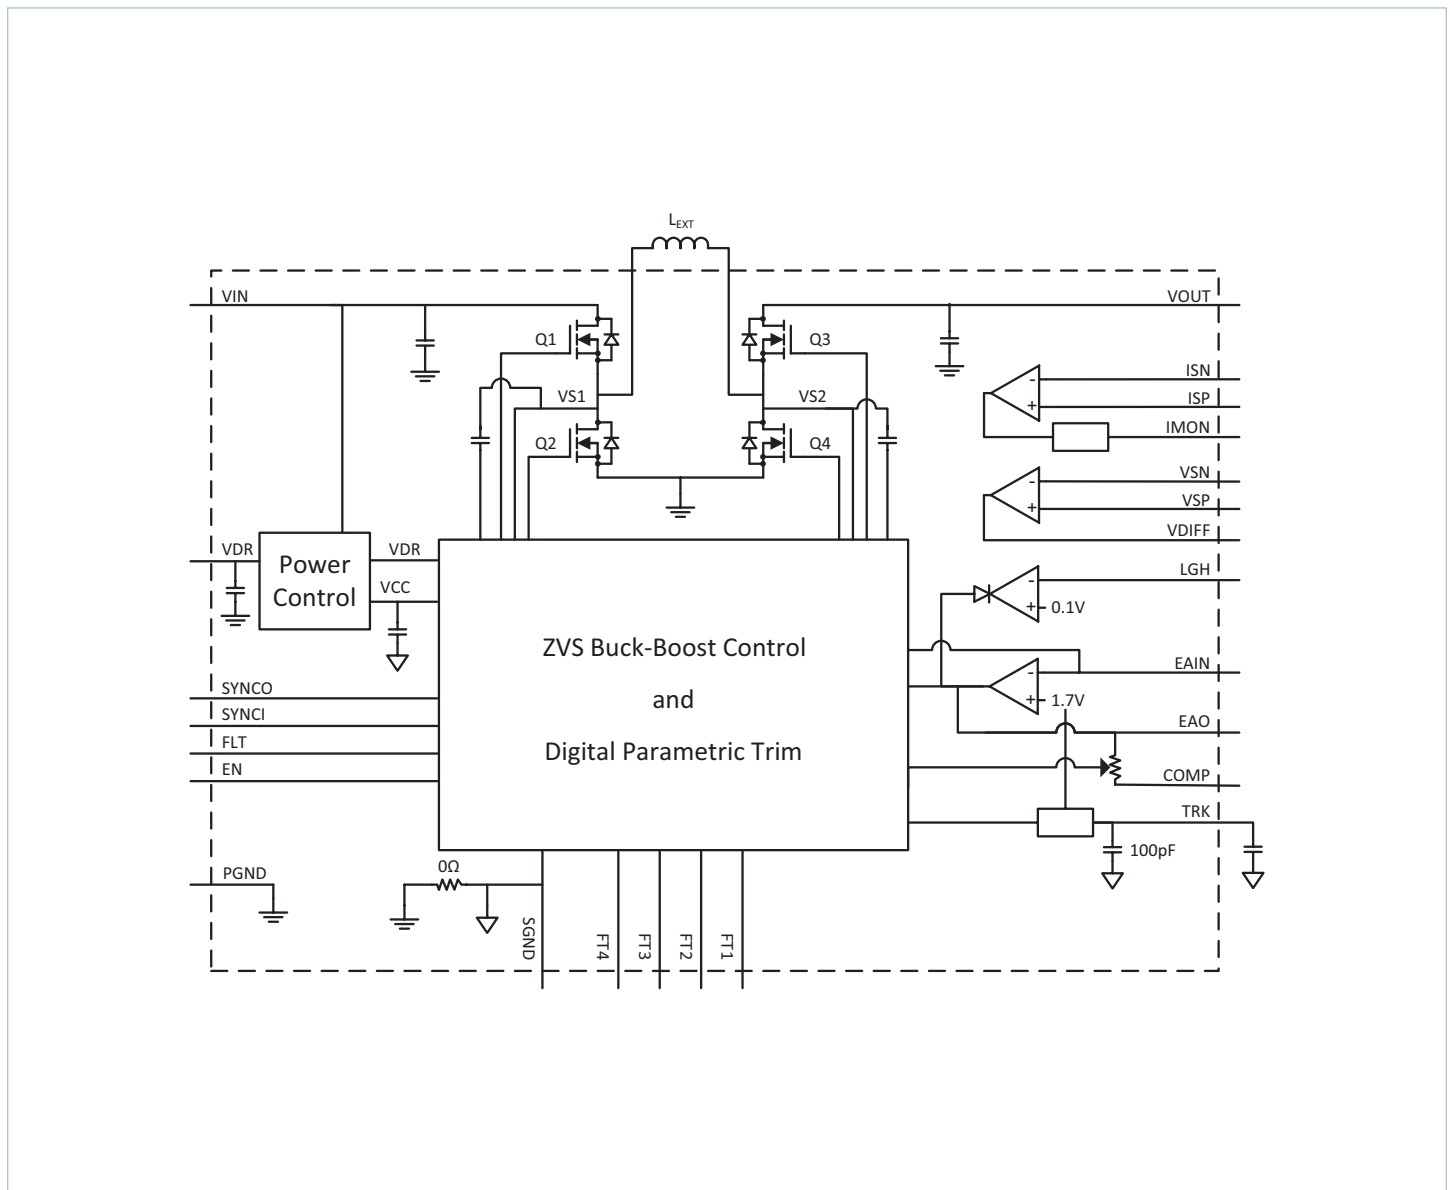 LEXT
VIN
VOUT
Q1
Q3
ISN
VS1
VS2
ISP
IMON
Q2
Q4
VSN
VSP
VDIFF
VDR
VDR
Power
Control
VCC
LGH
0.1V
ZVS Buck-Boost Control
and
Digital Parametric Trim
EAIN
1.7V
SYNCO
SYNCI
EAO
FLT
EN
COMP
TRK
100pF
PGND
0Ω
SGND
FT4
FT3
FT2
FT1